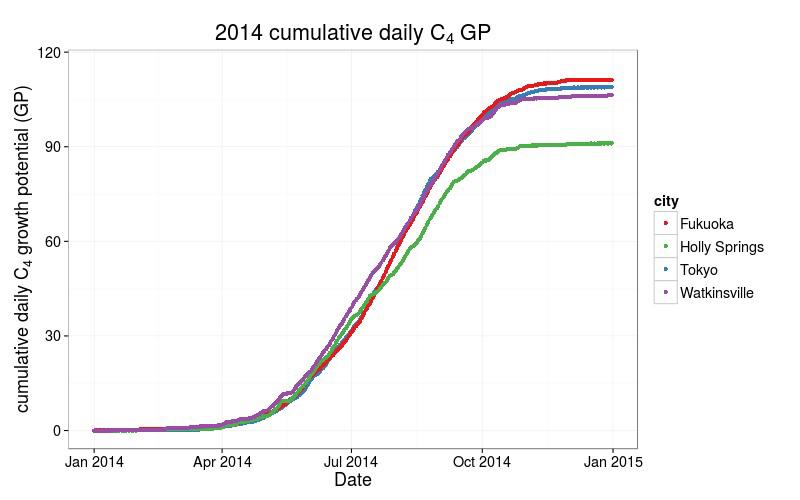 2014 cumulative daily C₄ GP
cumulative daily C₄ growth potential (GP)
120
90
60
30
0
Jan 2014
Apr 2014
Jul 2014
Oct 2014
Jan 2015
Date
city
Fukuoka
Holly Springs
Tokyo
Watkinsville